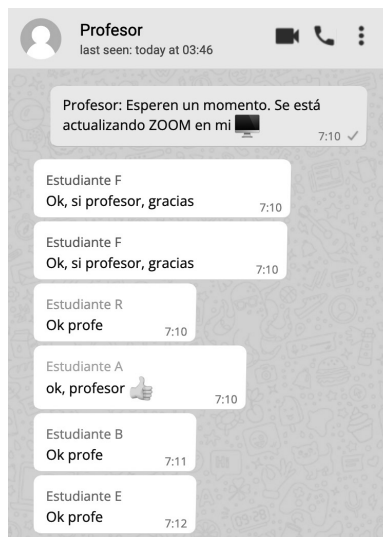 Profesor
last seen: today at 03:46
Profesor: Esperen un momento. Se está
actualizando ZOOM en mi 🖥️
7:10
Estudiante F
Ok, si profesor, gracias
7:10
Estudiante F
Ok, si profesor, gracias
7:10
Estudiante R
Ok profe
7:10
Estudiante A
ok, profesor 👍
7:10
Estudiante B
Ok profe
7:11
Estudiante E
Ok profe
7:12